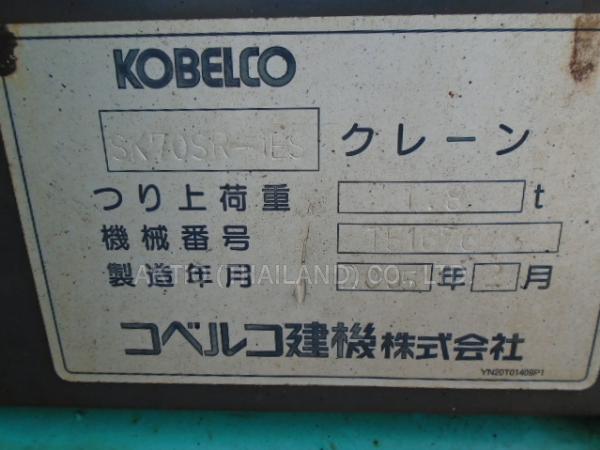 KOBELCO
SK70SR-1ES クレーン
つり上荷重 1.8 t
機械番号
製造年月 年 月
AKTIO (THAILAND) CO., LTD
コベルコ建機株式会社
YN20T01409P1